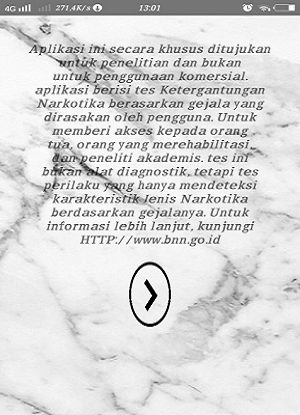 4G 271,4K/s 13:01
Aplikasi ini secara khusus ditujukan
untuk penelitian dan bukan
untuk penggunaan komersial.
aplikasi berisi tes Ketergantungan
Narkotika berasarkan gejala yang
dirasakan oleh pengguna. Untuk
memberi akses kepada orang
tua, orang yang merehabilitasi,
dan peneliti akademis. tes ini
bukan alat diagnostik, tetapi tes
perilaku yang hanya mendeteksi
karakteristik Jenis Narkotika
berdasarkan gejalanya. Untuk
informasi lebih lanjut, kunjungi
HTTP://www.bnn.go.id